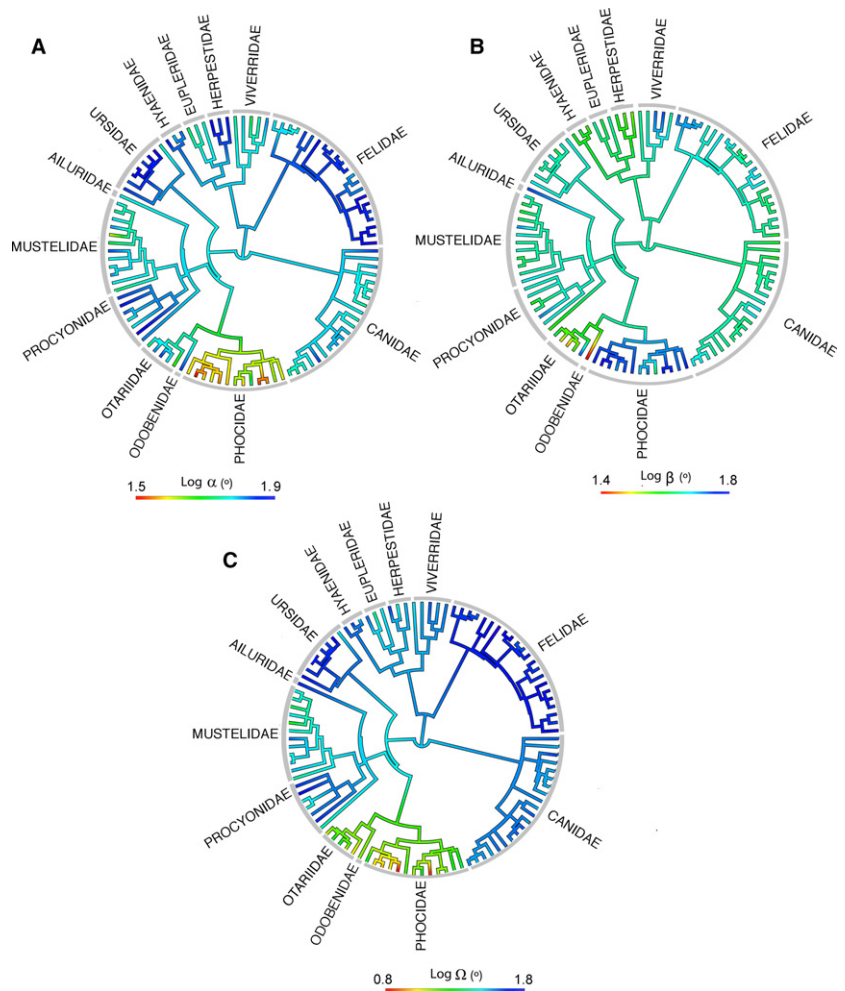 A
HYAENIDAE
EUPLERIDAE
HERPESTIDAE
VIVERRIDAE
URSIDAE
FELIDAE
AILURIDAE
MUSTELIDAE
PROCYONIDAE
CANIDAE
OTARIIDAE
ODOBENIDAE
PHOCIDAE
Log α (º)
1.5 1.9
B
HYAENIDAE
EUPLERIDAE
HERPESTIDAE
VIVERRIDAE
URSIDAE
FELIDAE
AILURIDAE
MUSTELIDAE
PROCYONIDAE
CANIDAE
OTARIIDAE
ODOBENIDAE
PHOCIDAE
Log β (º)
1.4 1.8
C
HYAENIDAE
EUPLERIDAE
HERPESTIDAE
VIVERRIDAE
URSIDAE
FELIDAE
AILURIDAE
MUSTELIDAE
PROCYONIDAE
CANIDAE
OTARIIDAE
ODOBENIDAE
PHOCIDAE
Log Ω (º)
0.8 1.8